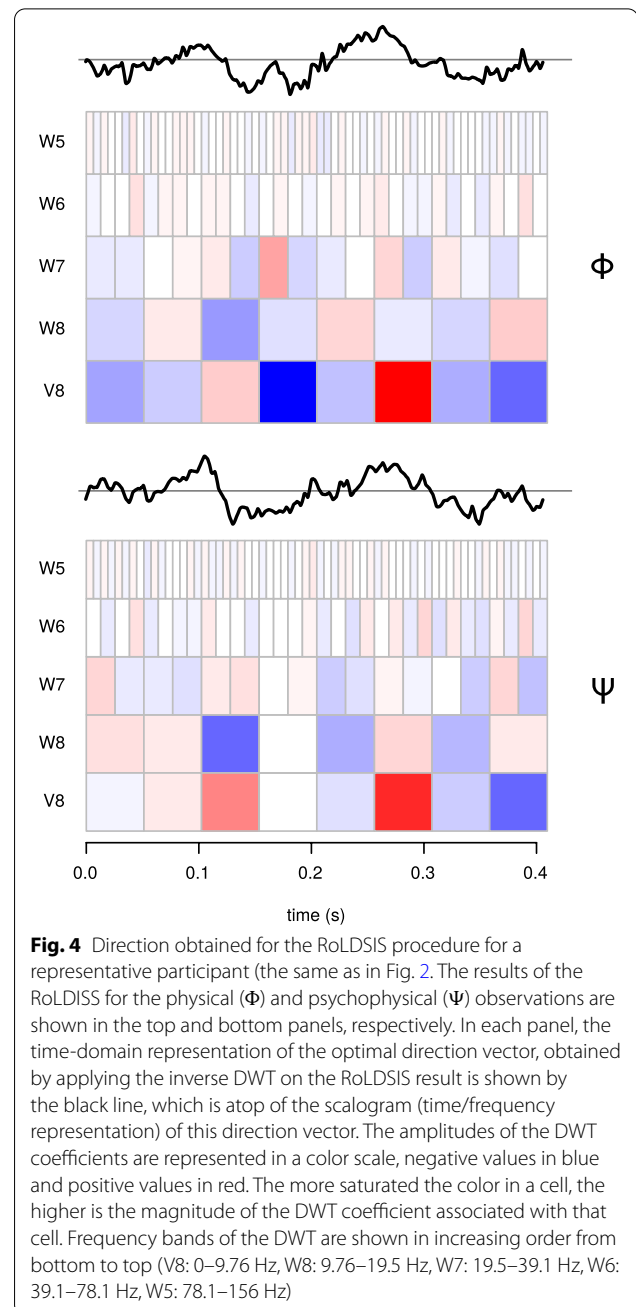 W5
W6
W7
W8
V8
Φ
W5
W6
W7
W8
V8
Ψ
0.0 0.1 0.2 0.3 0.4
time (s)
Fig. 4 Direction obtained for the RoLDSIS procedure for a
representative participant (the same as in Fig. 2. The results of the
RoLDISS for the physical (Φ) and psychophysical (Ψ) observations are
shown in the top and bottom panels, respectively. In each panel, the
time-domain representation of the optimal direction vector, obtained
by applying the inverse DWT on the RoLDSIS result is shown by
the black line, which is atop of the scalogram (time/frequency
representation) of this direction vector. The amplitudes of the DWT
coefficients are represented in a color scale, negative values in blue
and positive values in red. The more saturated the color in a cell, the
higher is the magnitude of the DWT coefficient associated with that
cell. Frequency bands of the DWT are shown in increasing order from
bottom to top (V8: 0–9.76 Hz, W8: 9.76–19.5 Hz, W7: 19.5–39.1 Hz, W6:
39.1–78.1 Hz, W5: 78.1–156 Hz)